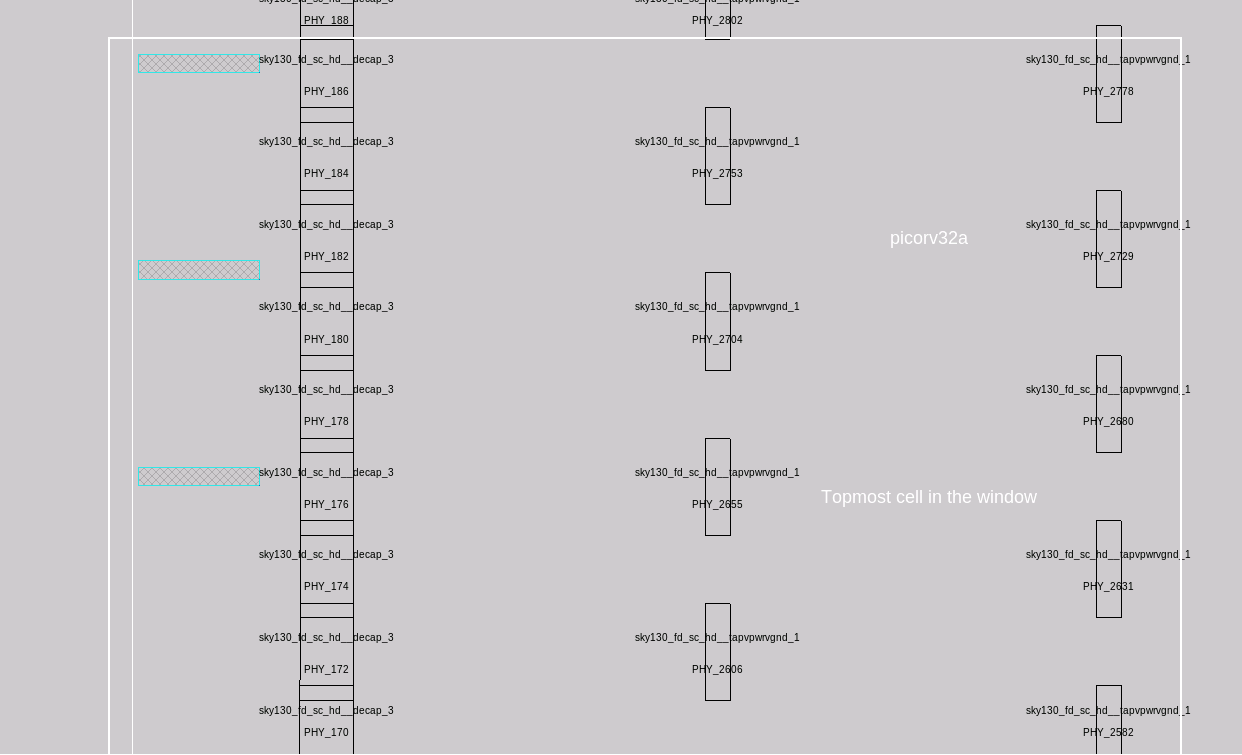 sky130_fd_sc_hd__decap_3 sky130_fd_sc_hd__tapvpwrvgnd_1
PHY_188 PHY_2802
sky130_fd_sc_hd__decap_3 sky130_fd_sc_hd__tapvpwrvgnd_1
PHY_186 PHY_2778
sky130_fd_sc_hd__decap_3 sky130_fd_sc_hd__tapvpwrvgnd_1
PHY_184 PHY_2753
sky130_fd_sc_hd__decap_3 sky130_fd_sc_hd__tapvpwrvgnd_1
picorv32a
PHY_182 PHY_2729
sky130_fd_sc_hd__decap_3 sky130_fd_sc_hd__tapvpwrvgnd_1
PHY_180 PHY_2704
sky130_fd_sc_hd__decap_3 sky130_fd_sc_hd__tapvpwrvgnd_1
PHY_178 PHY_2680
sky130_fd_sc_hd__decap_3 sky130_fd_sc_hd__tapvpwrvgnd_1
Topmost cell in the window
PHY_176 PHY_2655
sky130_fd_sc_hd__decap_3 sky130_fd_sc_hd__tapvpwrvgnd_1
PHY_174 PHY_2631
sky130_fd_sc_hd__decap_3 sky130_fd_sc_hd__tapvpwrvgnd_1
PHY_172 PHY_2606
sky130_fd_sc_hd__decap_3 sky130_fd_sc_hd__tapvpwrvgnd_1
PHY_170 PHY_2582